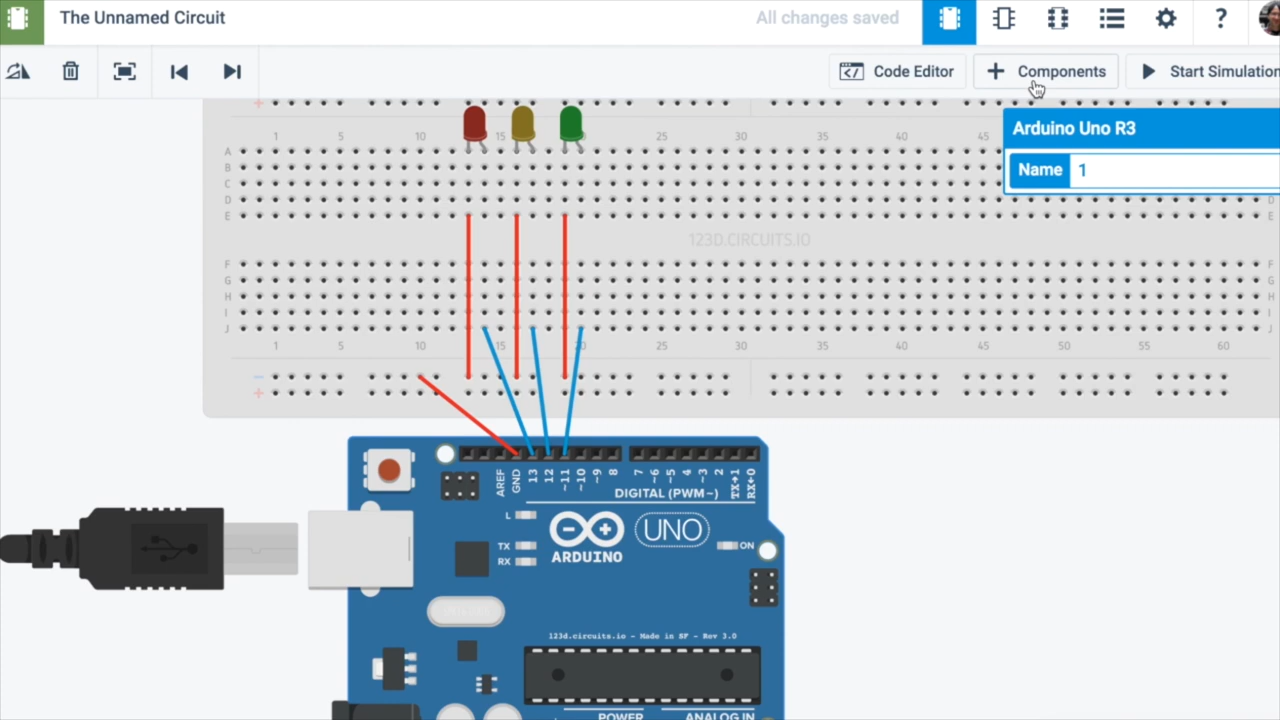 The Unnamed Circuit
All changes saved
?
Code Editor
+ Components
Start Simulation
Arduino Uno R3
Name 1
+
1 5 10 15 20 25 30 35 40 45
A
B
C
D D
E E
123D.CIRCUITS.IO
F F
G G
H H
I I
J J
1 5 10 15 20 25 30 35 40 45 50 55 60
−
+
AREF GND 13 12 ~11 ~10 ~9 8 7 ~6 ~5 4 ~3 2 TX→1 RX←0
DIGITAL (PWM~)
L
TX
RX
UNO
ON
ARDUINO
123d.circuits.io - Made in SF - Rev 3.0
POWER ANALOG IN